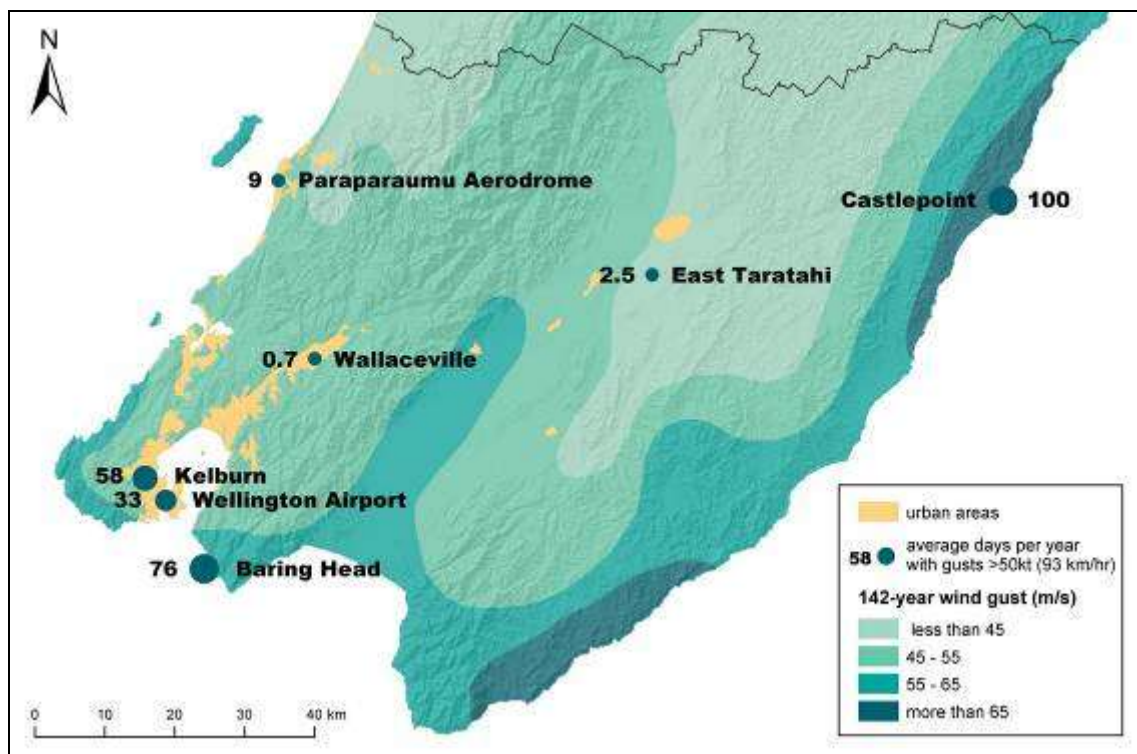 N
9 Paraparaumu Aerodrome
Castlepoint 100
2.5 East Taratahi
0.7 Wallaceville
58 Kelburn
33 Wellington Airport
76 Baring Head
urban areas
58 average days per year
with gusts >50kt (93 km/hr)
142-year wind gust (m/s)
less than 45
45 - 55
55 - 65
more than 65
0 10 20 40 km